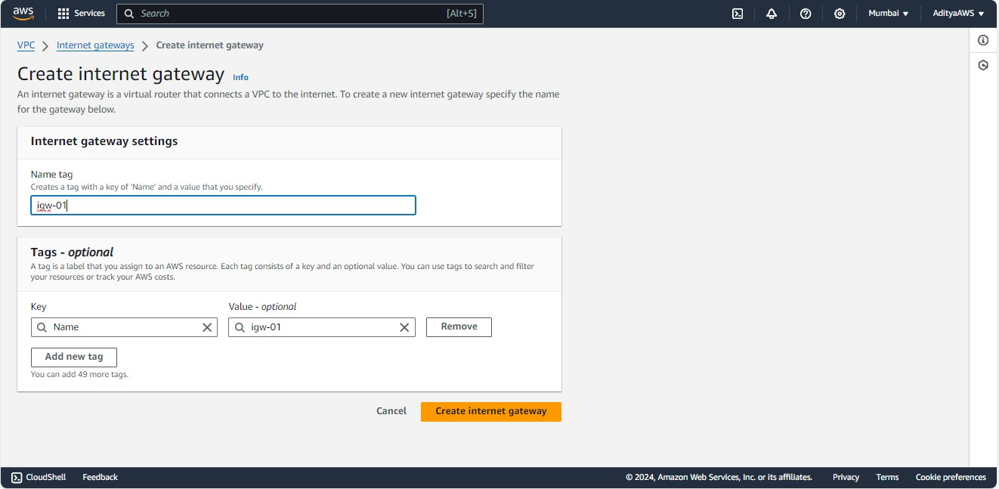 aws Services Search [Alt+S] Mumbai AdityaAWS
VPC Internet gateways Create internet gateway
Create internet gateway Info
An internet gateway is a virtual router that connects a VPC to the internet. To create a new internet gateway specify the name
for the gateway below.
Internet gateway settings
Name tag
Creates a tag with a key of 'Name' and a value that you specify.
igw-01
Tags - optional
A tag is a label that you assign to an AWS resource. Each tag consists of a key and an optional value. You can use tags to search and filter
your resources or track your AWS costs.
Key Value - optional
Name igw-01 Remove
Add new tag
You can add 49 more tags.
Cancel Create internet gateway
CloudShell Feedback © 2024, Amazon Web Services, Inc. or its affiliates. Privacy Terms Cookie preferences